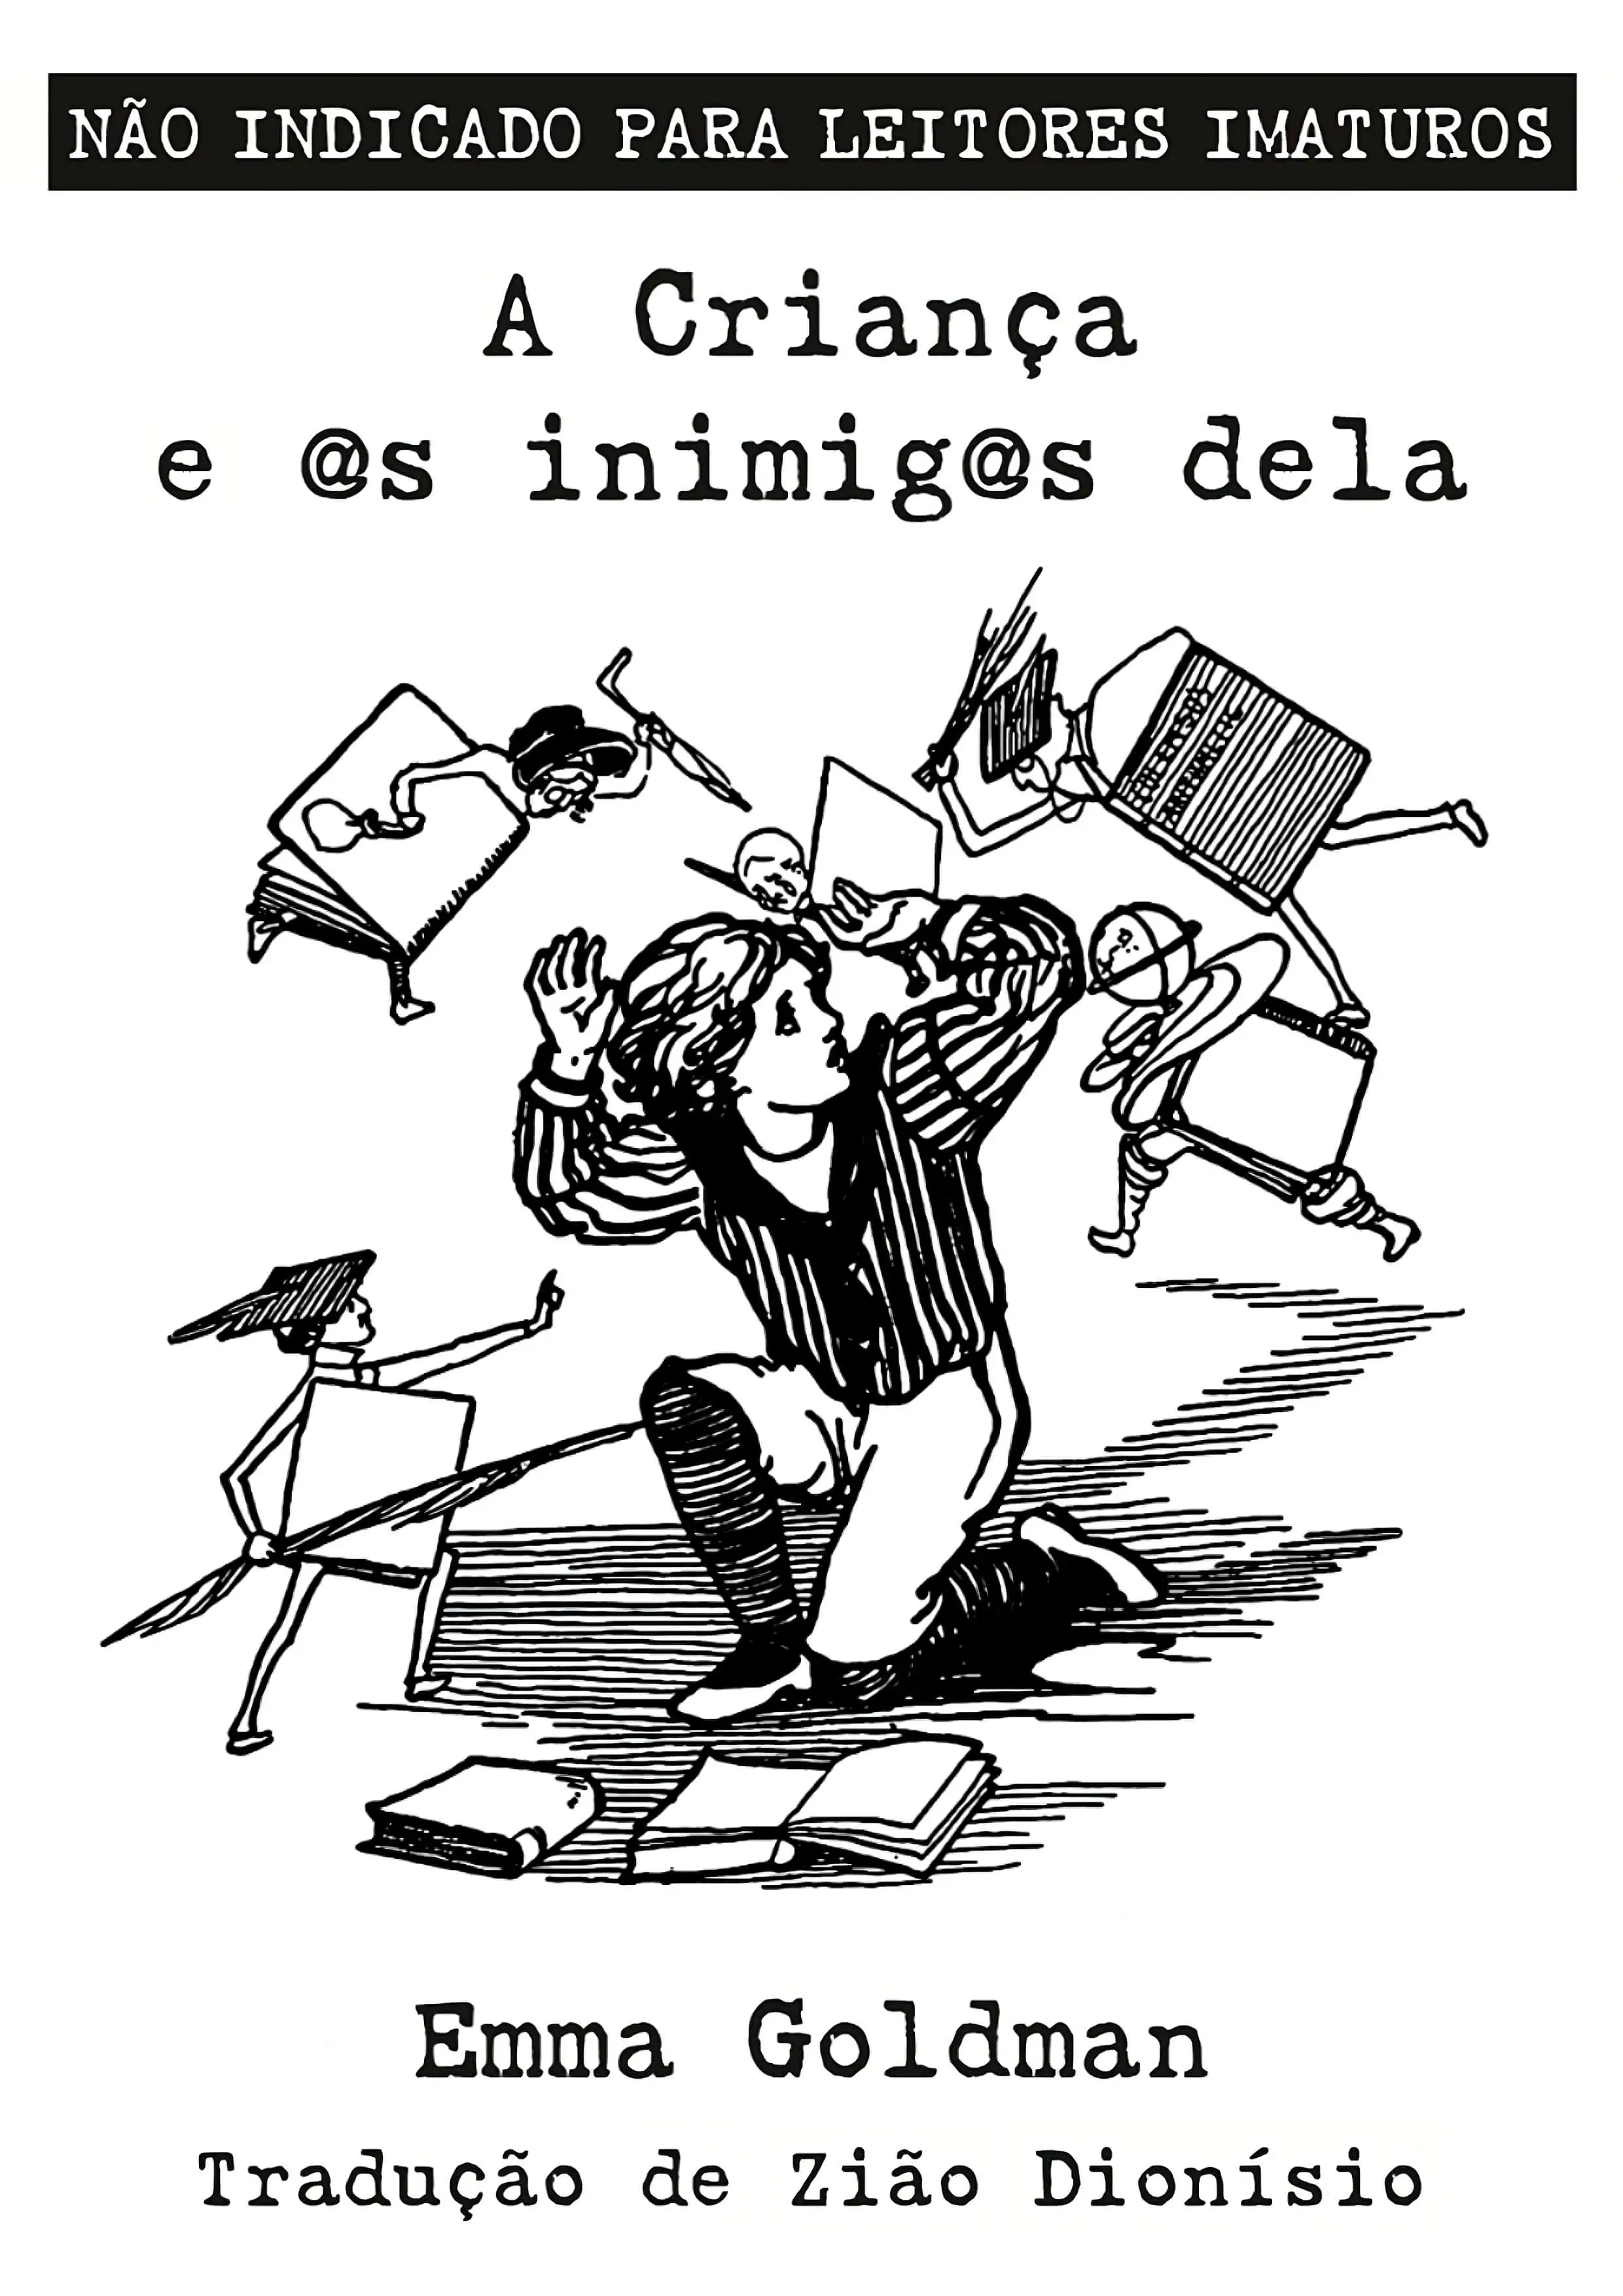 NÃO INDICADO PARA LEITORES IMATUROS
A Criança
e @s inimig@s dela
Emma Goldman
Tradução de Zião Dionísio